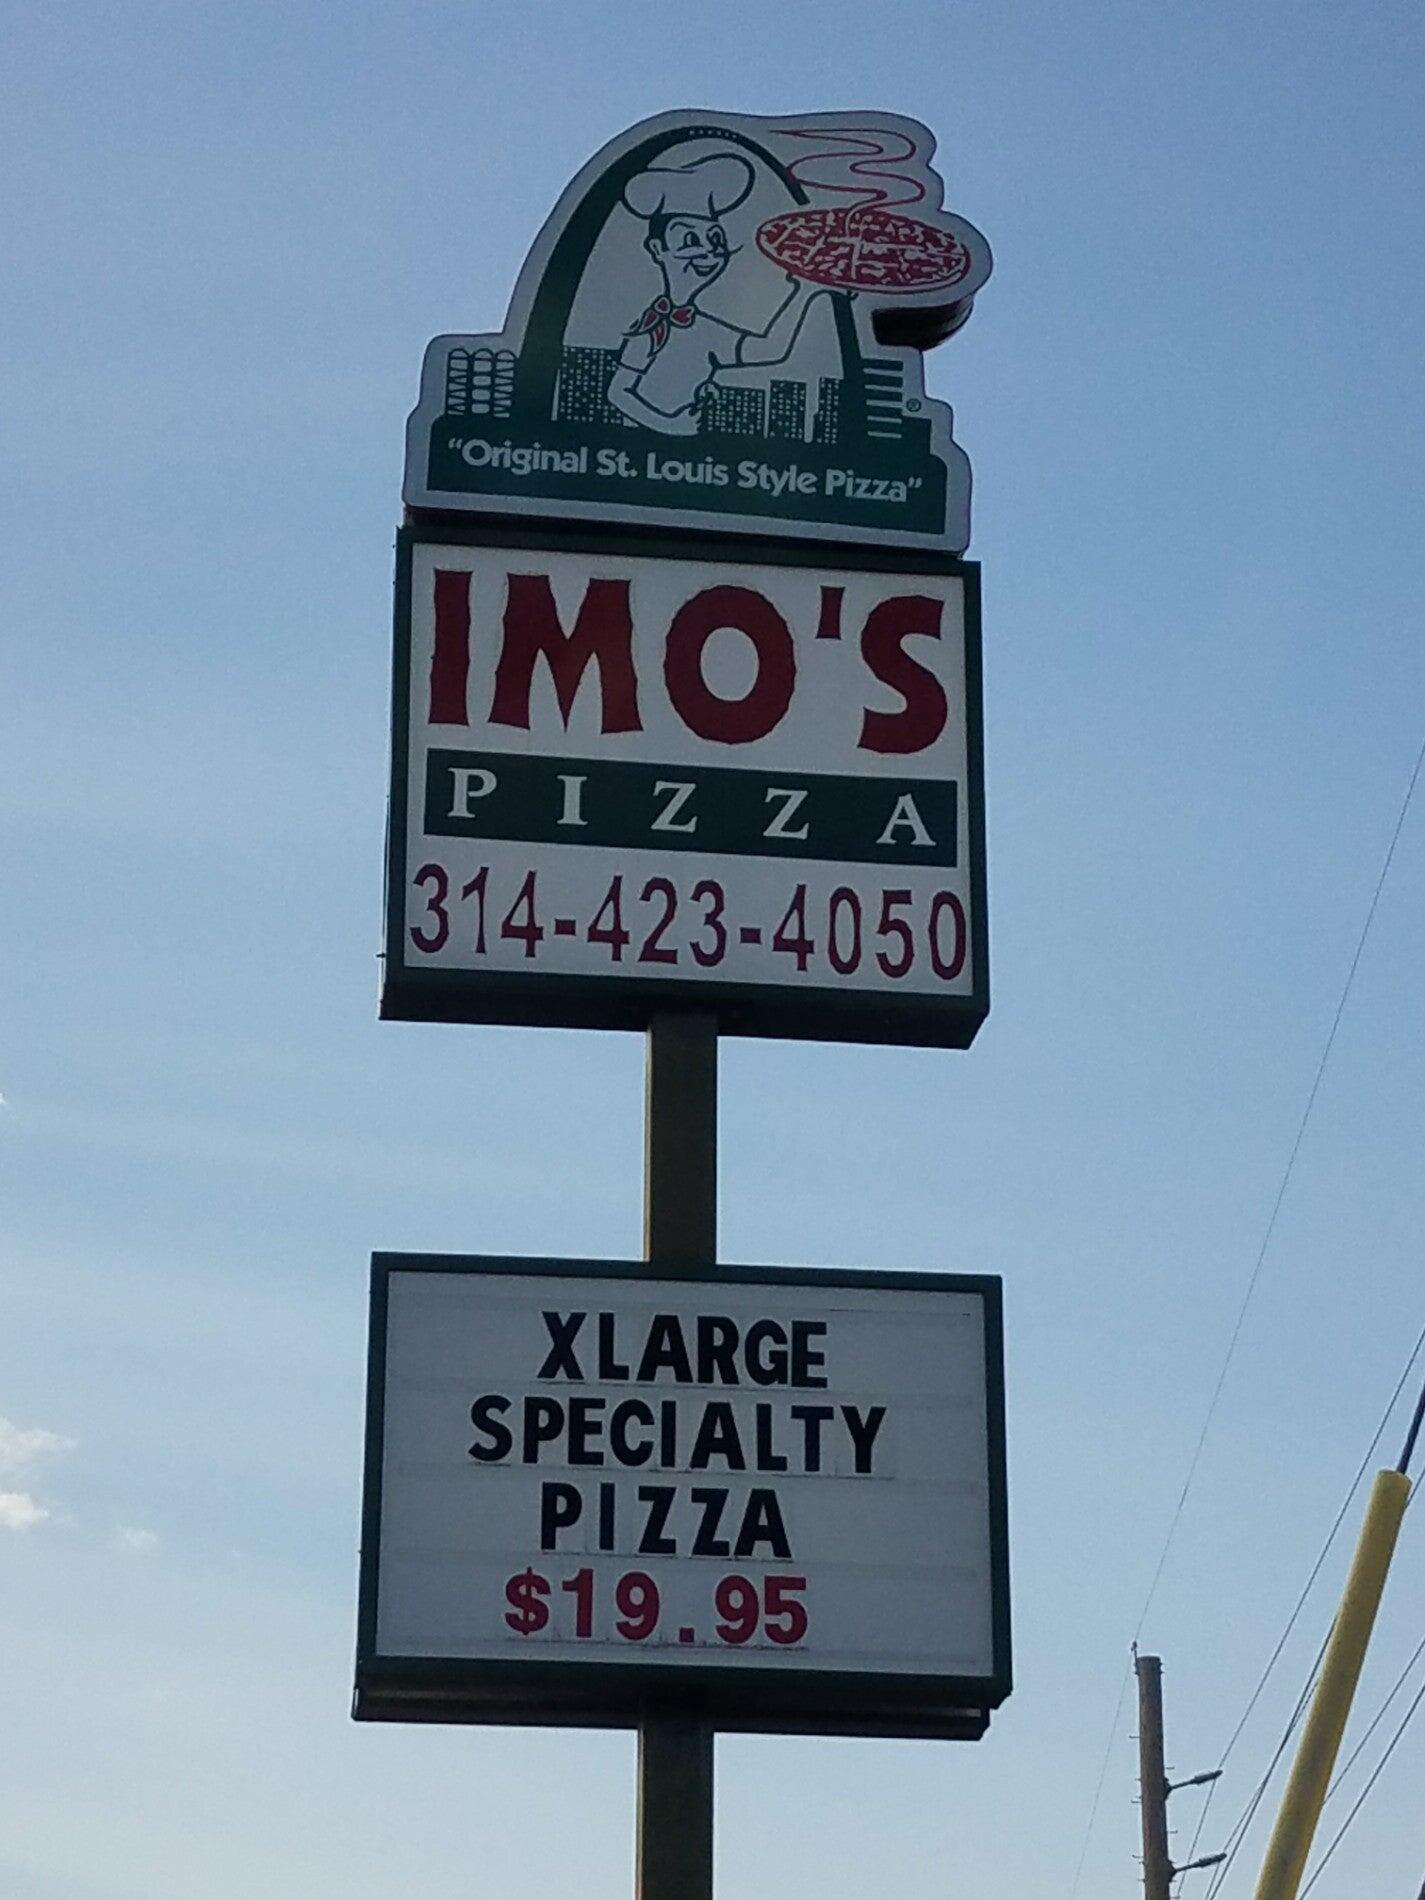 "Original St. Louis Style Pizza"
IMO'S
PIZZA
314-423-4050
XLARGE
SPECIALTY
PIZZA
$19.95